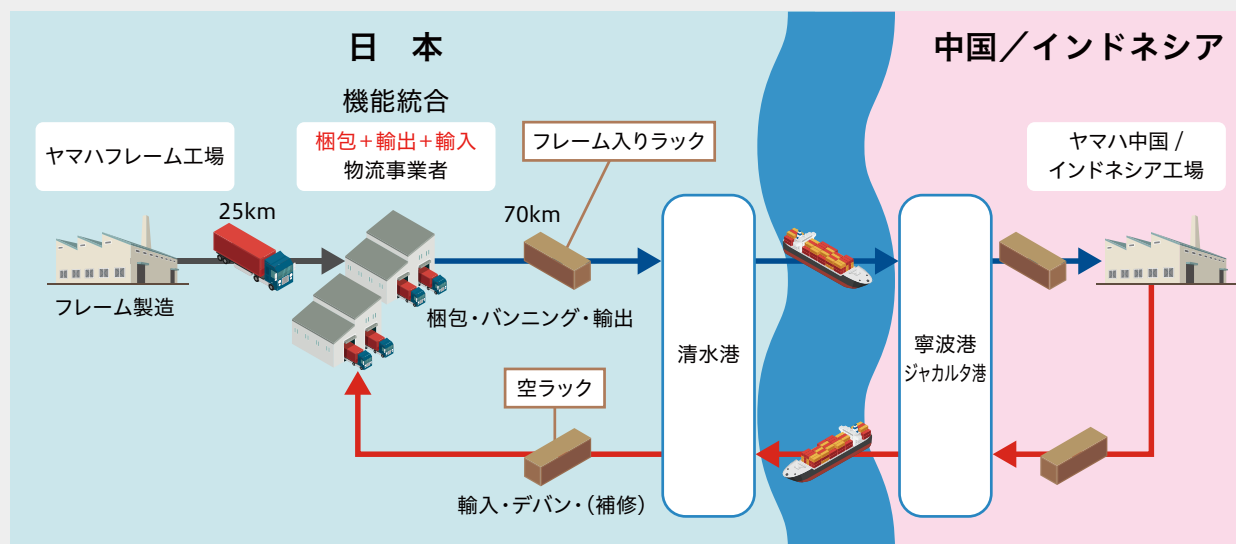 日 本
中国／インドネシア
機能統合
ヤマハフレーム工場
梱包＋輸出＋輸入
物流事業者
フレーム入りラック
ヤマハ中国 /
インドネシア工場
25km
70km
フレーム製造
梱包・バンニング・輸出
清水港
寧波港
ジャカルタ港
空ラック
輸入・デバン・（補修）